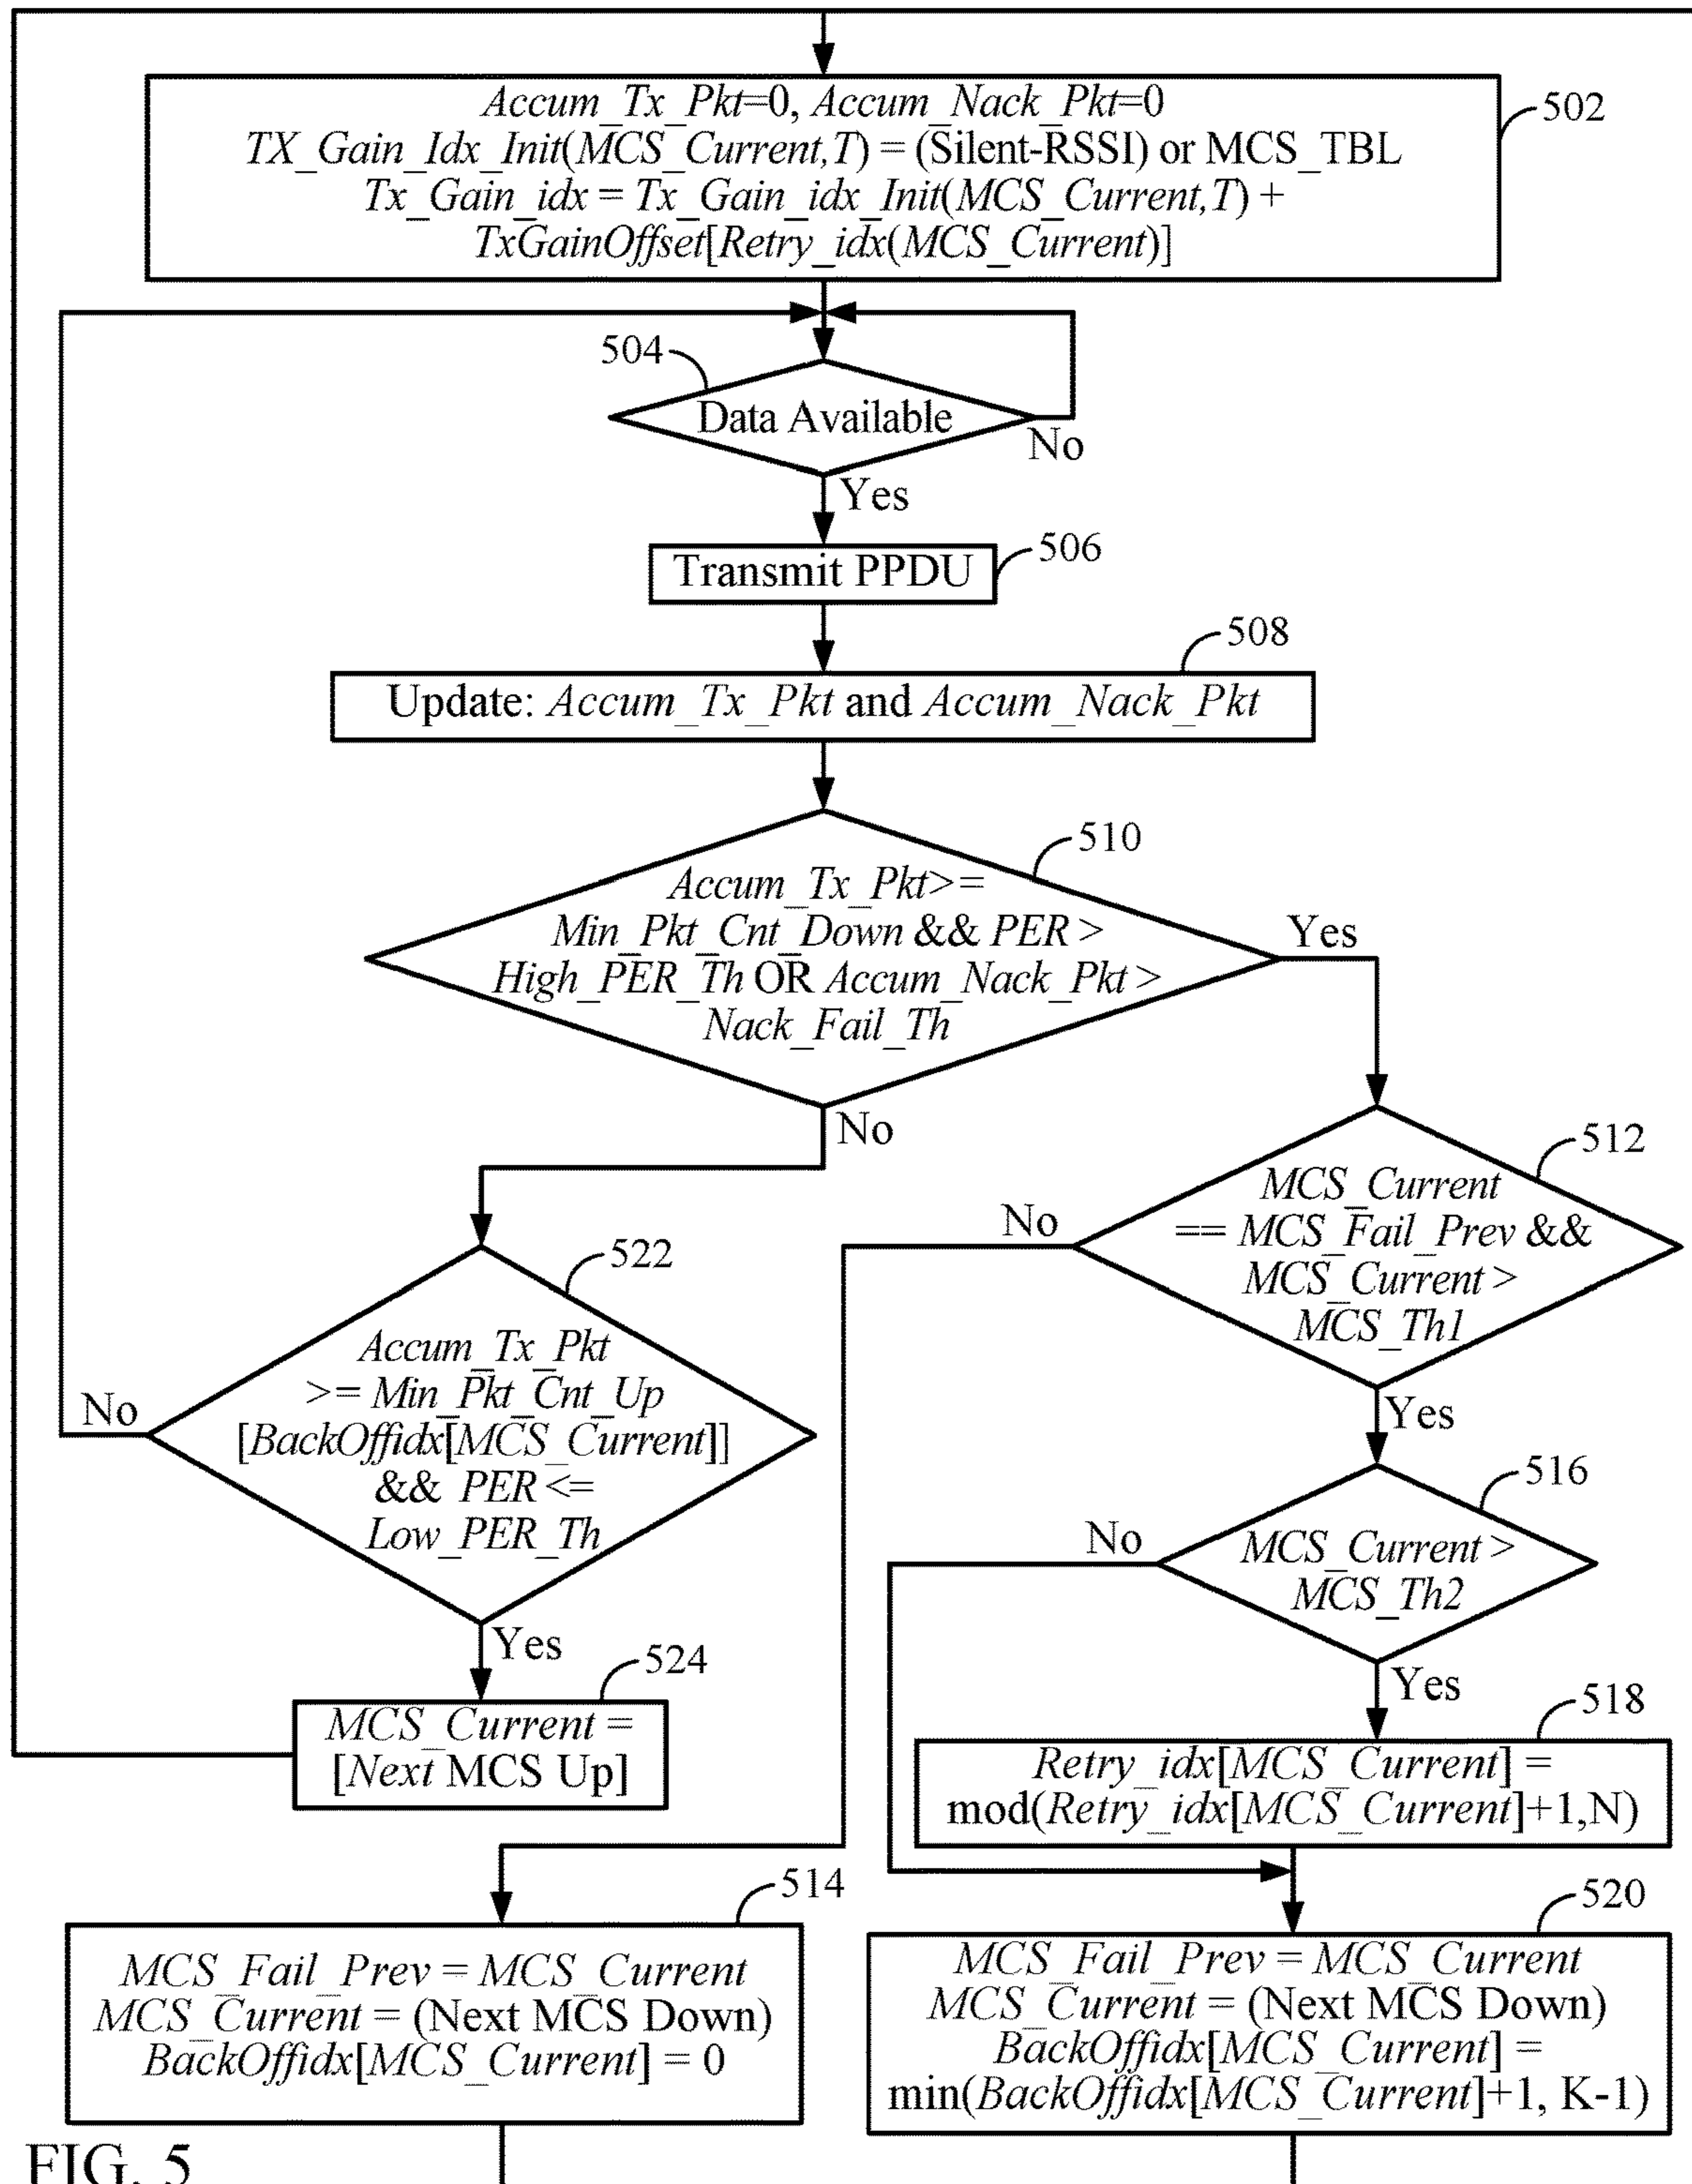 Accum_Tx_Pkt=0, Accum_Nack_Pkt=0
TX_Gain_Idx_Init(MCS_Current,T) = (Silent-RSSI) or MCS_TBL
Tx_Gain_idx = Tx_Gain_idx_Init(MCS_Current,T) +
TxGainOffset[Retry_idx(MCS_Current)]
502
504
Data Available
No
Yes
Transmit PPDU
506
508
Update: Accum_Tx_Pkt and Accum_Nack_Pkt
510
Accum_Tx_Pkt>=
Min_Pkt_Cnt_Down && PER >
High_PER_Th OR Accum_Nack_Pkt >
Nack_Fail_Th
Yes
No
512
MCS_Current
== MCS_Fail_Prev &&
MCS_Current >
MCS_Th1
No
Yes
522
Accum_Tx_Pkt
>= Min_Pkt_Cnt_Up
[BackOffidx[MCS_Current]]
&& PER <=
Low_PER_Th
No
Yes
516
MCS_Current >
MCS_Th2
No
Yes
524
MCS_Current =
[Next MCS Up]
518
Retry_idx[MCS_Current] =
mod(Retry_idx[MCS_Current]+1,N)
514
MCS_Fail_Prev = MCS_Current
MCS_Current = (Next MCS Down)
BackOffidx[MCS_Current] = 0
520
MCS_Fail_Prev = MCS_Current
MCS_Current = (Next MCS Down)
BackOffidx[MCS_Current] =
min(BackOffidx[MCS_Current]+1, K-1)
FIG. 5